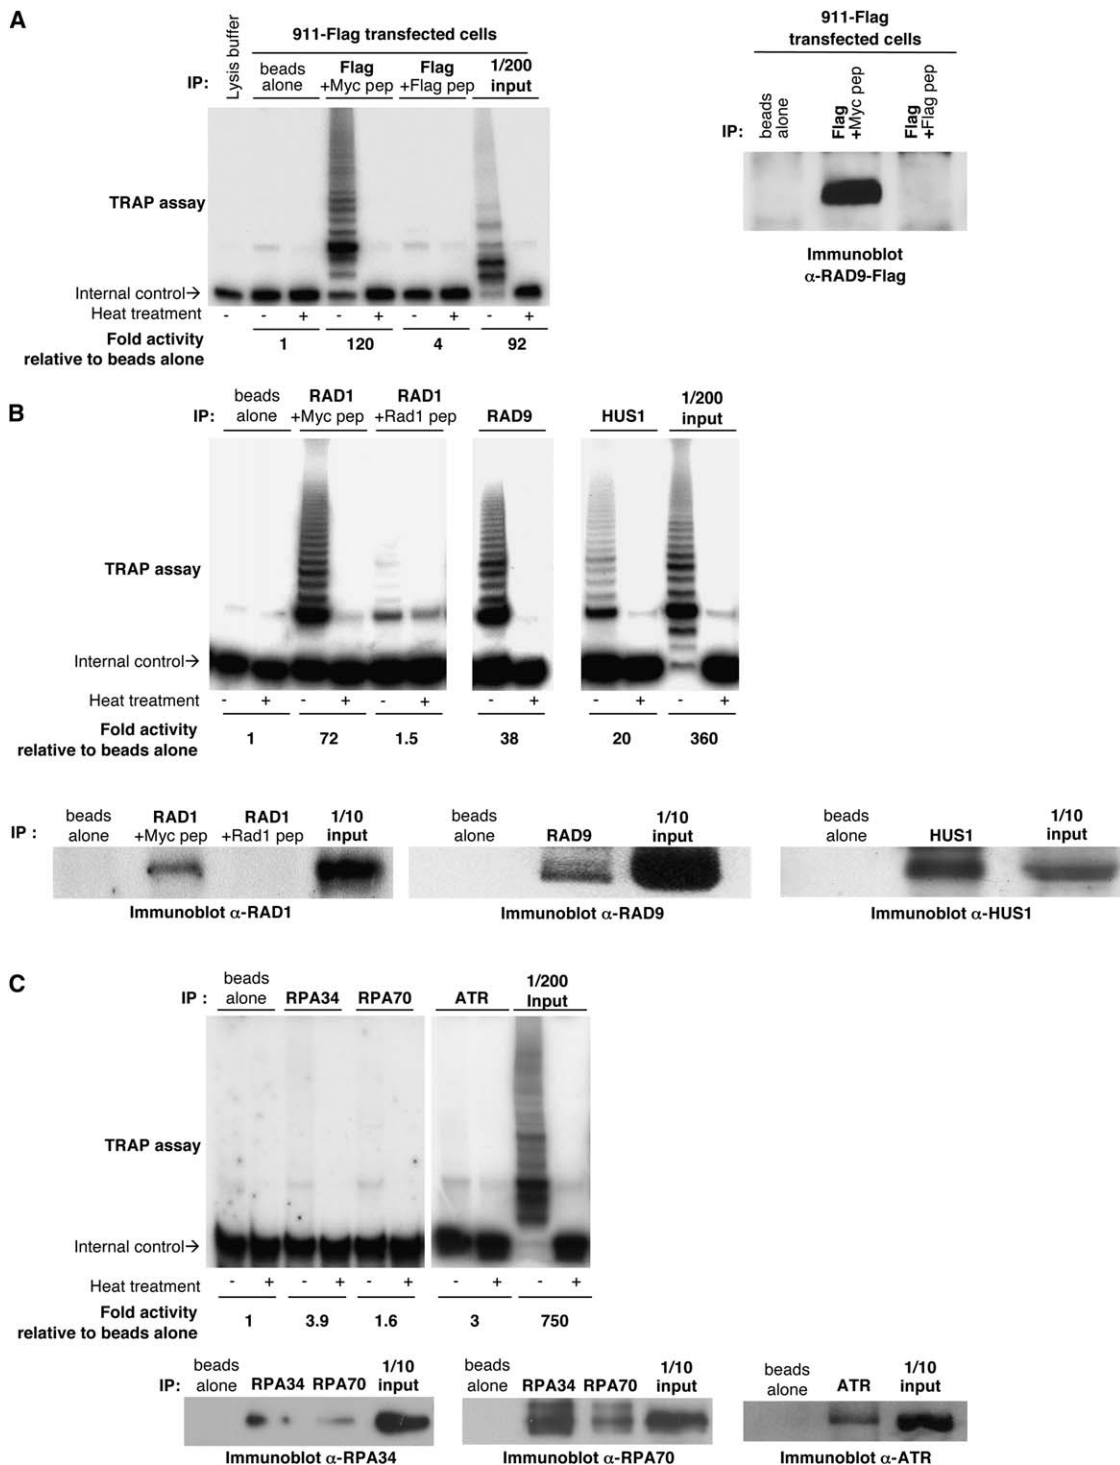 A
Lysis buffer
911-Flag transfected cells
IP:
beads alone
Flag +Myc pep
Flag +Flag pep
1/200 input
TRAP assay
Internal control→
Heat treatment
- - + - + - + - +
Fold activity relative to beads alone
1 120 4 92
911-Flag
transfected cells
IP:
beads alone
Flag +Myc pep
Flag +Flag pep
Immunoblot
α-RAD9-Flag
B
IP:
beads alone
RAD1 +Myc pep
RAD1 +Rad1 pep
RAD9
HUS1
1/200 input
TRAP assay
Internal control→
Heat treatment
- + - + - + - + - + - +
Fold activity relative to beads alone
1 72 1.5 38 20 360
IP :
beads alone
RAD1 +Myc pep
RAD1 +Rad1 pep
1/10 input
Immunoblot α-RAD1
beads alone
RAD9
1/10 input
Immunoblot α-RAD9
beads alone
HUS1
1/10 input
Immunoblot α-HUS1
C
IP :
beads alone
RPA34
RPA70
ATR
1/200 Input
TRAP assay
Internal control→
Heat treatment
- + - + - + - + - +
Fold activity relative to beads alone
1 3.9 1.6 3 750
IP:
beads alone
RPA34
RPA70
1/10 input
Immunoblot α-RPA34
beads alone
RPA34
RPA70
1/10 input
Immunoblot α-RPA70
beads alone
ATR
1/10 input
Immunoblot α-ATR